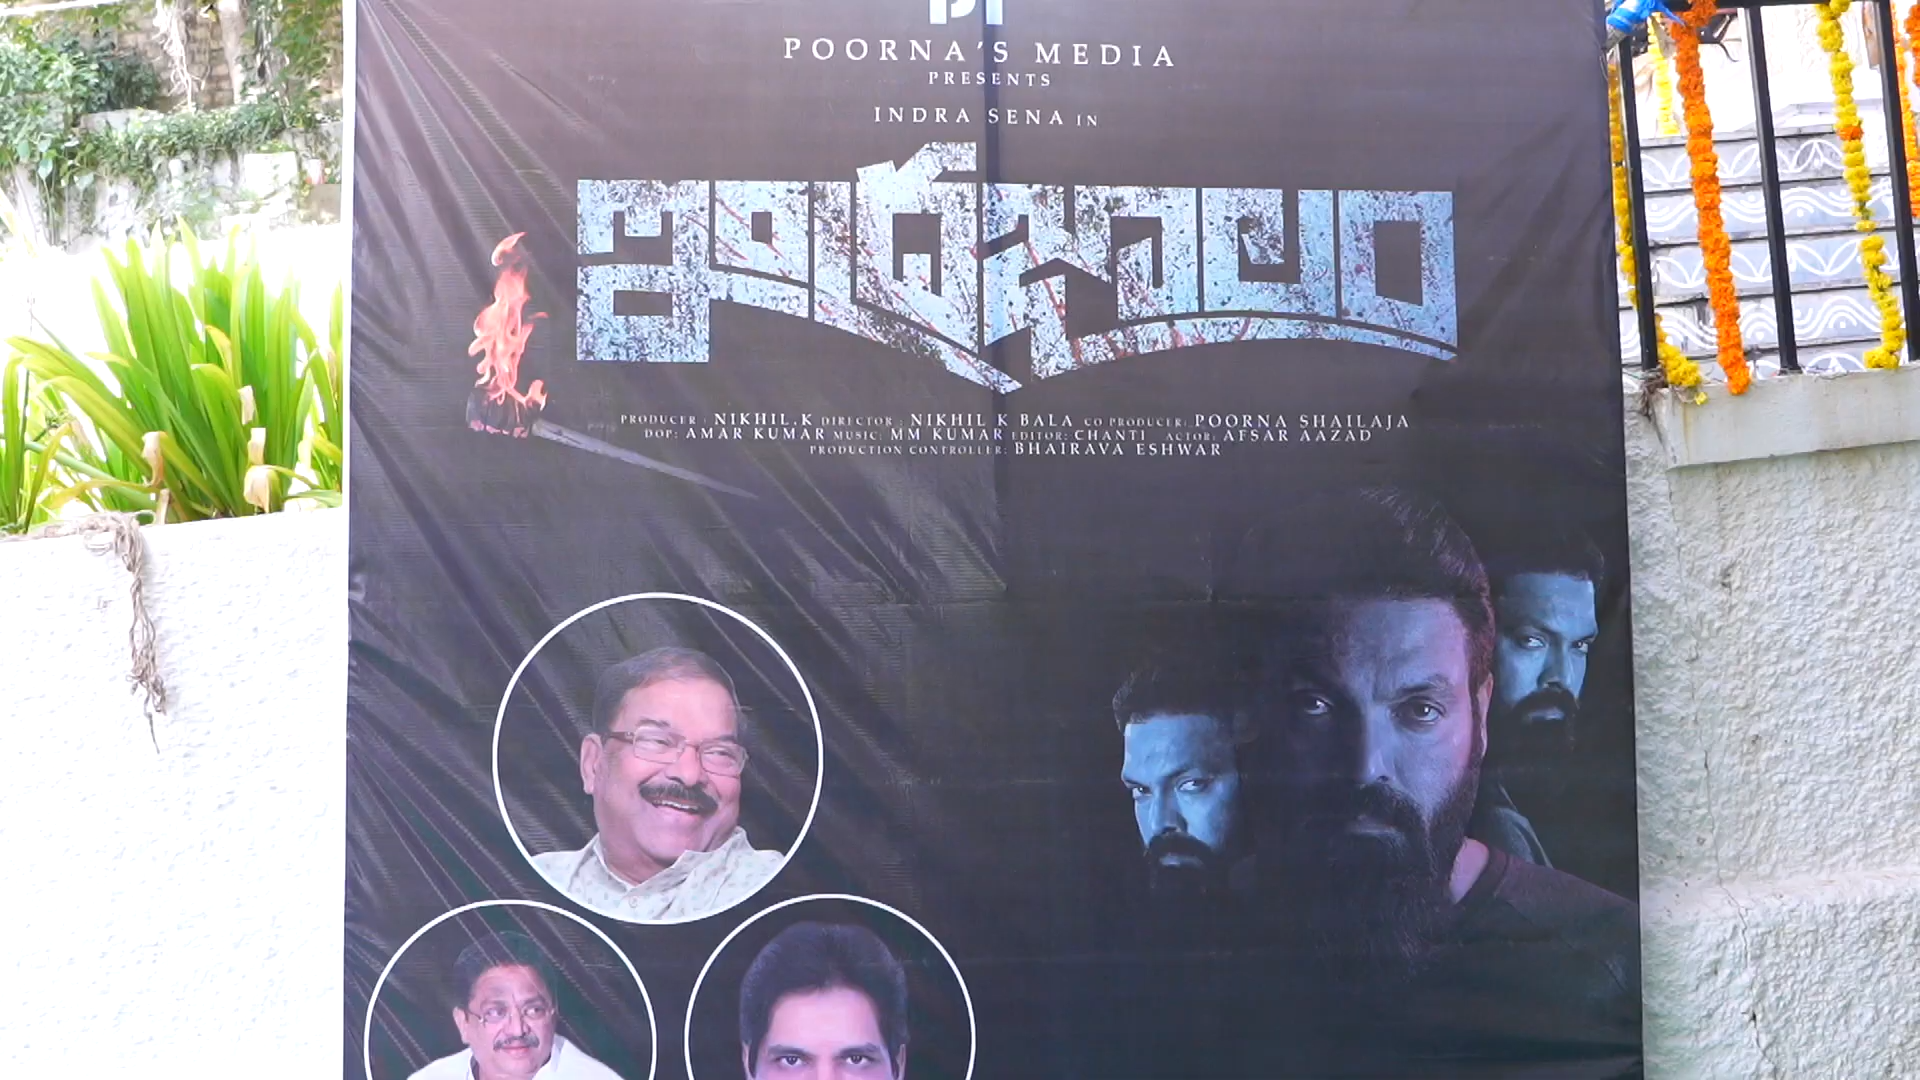 POORNA'S MEDIA
PRESENTS
INDRA SENA IN
ఇంద్రజాలం
PRODUCER : NIKHIL.K DIRECTOR : NIKHIL K BALA CO PRODUCER: POORNA SHAILAJA
DOP: AMAR KUMAR MUSIC: MM KUMAR EDITOR: CHANTI ACTOR: AFSAR AAZAD
PRODUCTION CONTROLLER: BHAIRAVA ESHWAR